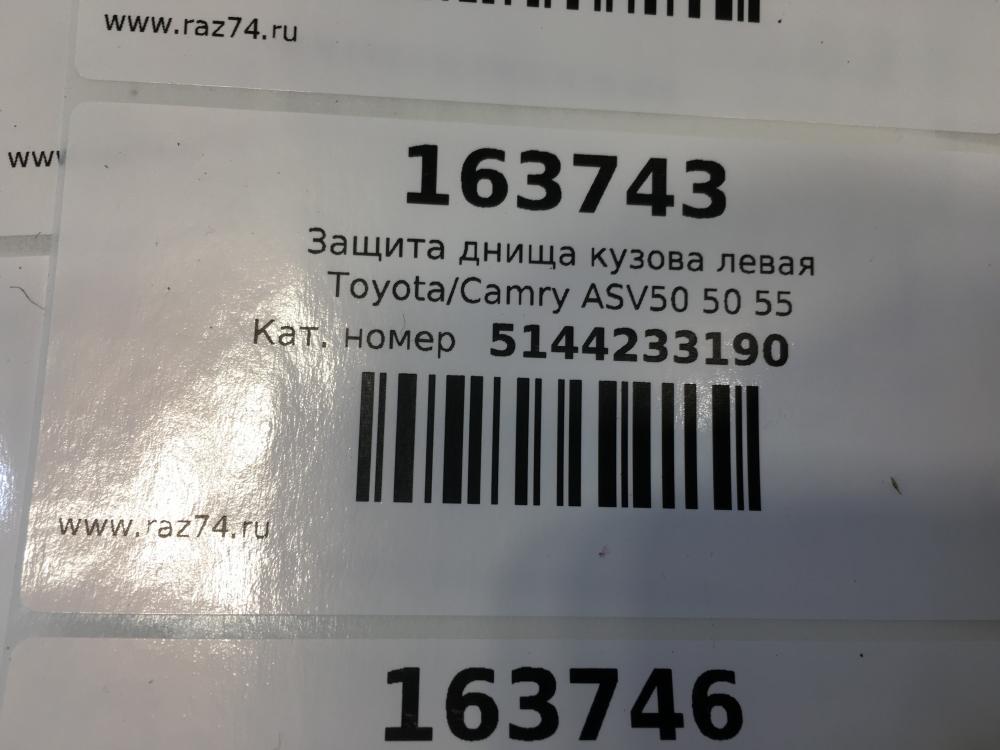 www.raz74.ru
163743
Защита днища кузова левая
Toyota/Camry ASV50 50 55
Кат. номер 5144233190
www.raz74.ru
163746